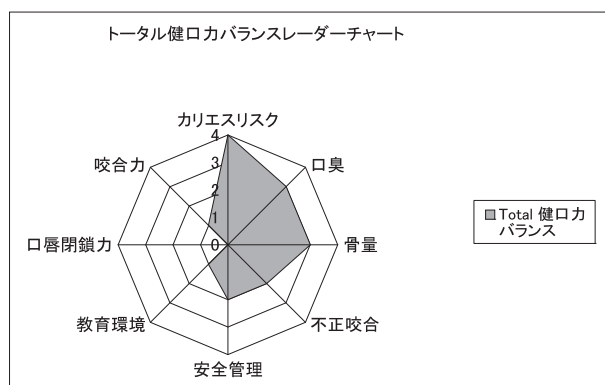 トータル健口力バランスレーダーチャート
カリエスリスク
4
3
2
1
0
口臭
骨量
不正咬合
安全管理
教育環境
口唇閉鎖力
咬合力
Total 健口力
バランス